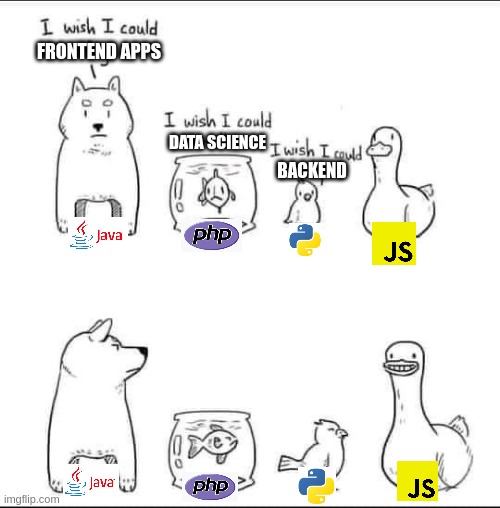 I wish I could
FRONTEND APPS
I wish I could
DATA SCIENCE
I wish I could
BACKEND
Java
php
JS
Java
php
JS
imgflip.com